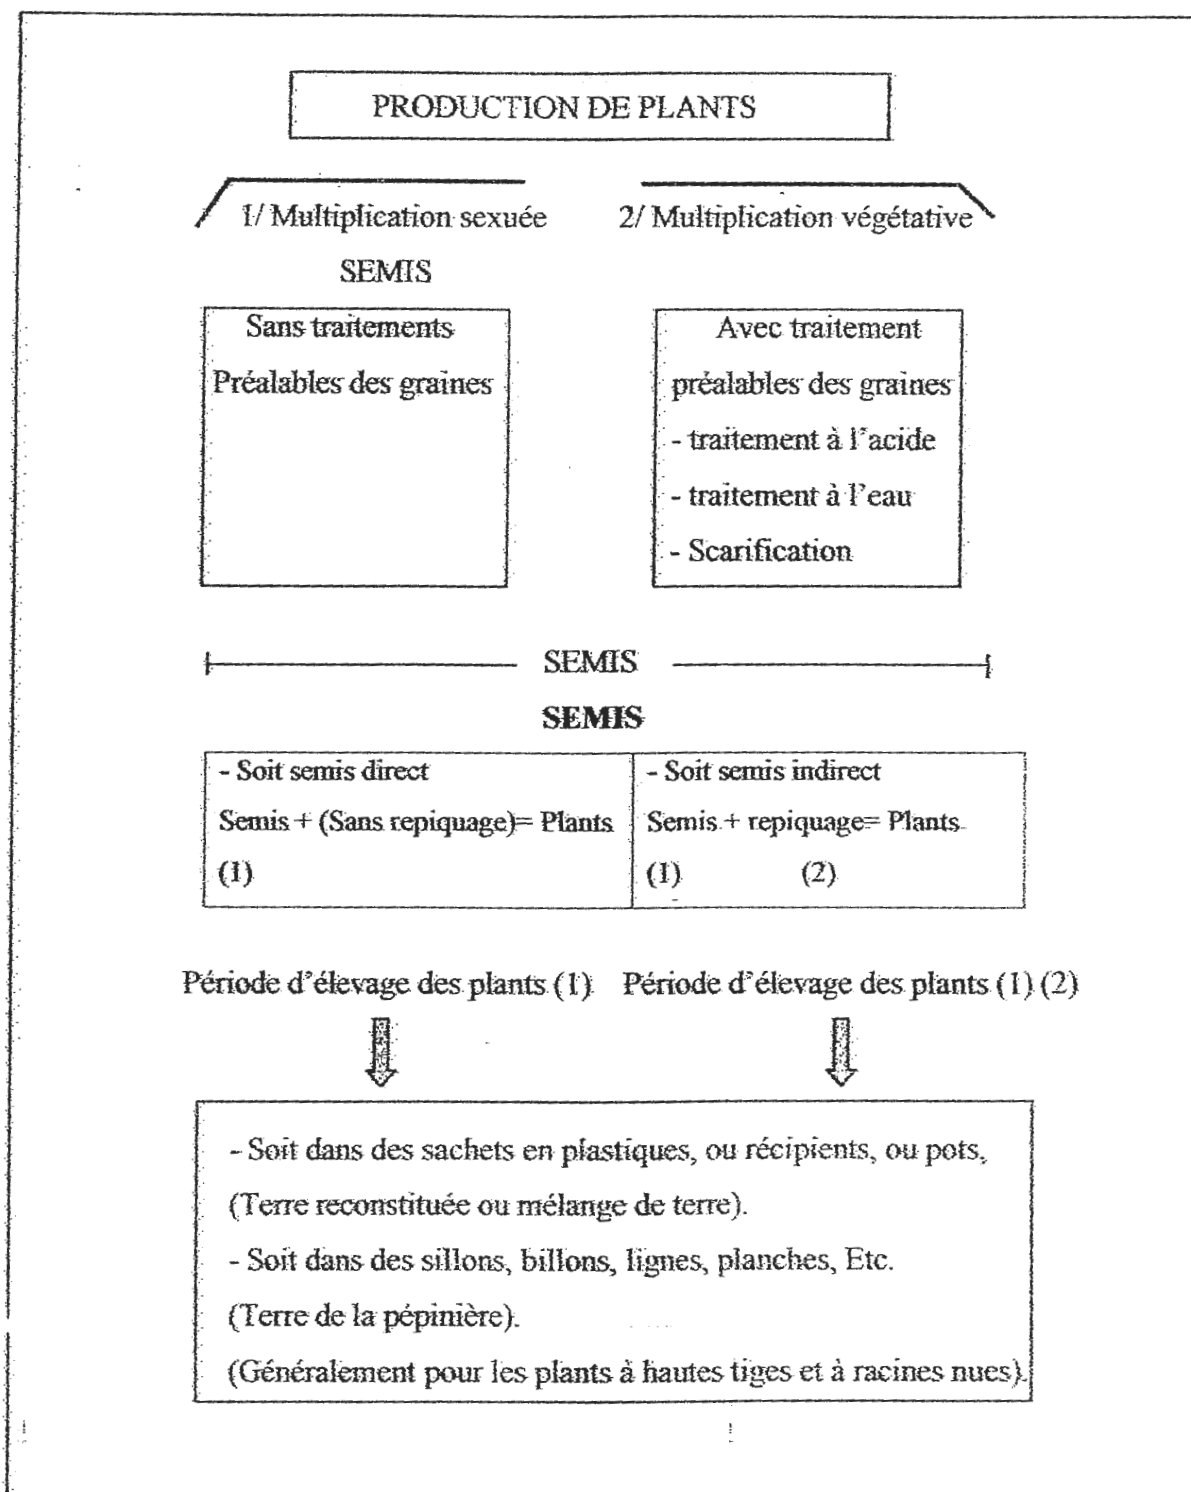 PRODUCTION DE PLANTS
1/ Multiplication sexuée
2/ Multiplication végétative
SEMIS
Sans traitements
Préalables des graines
Avec traitement
préalables des graines
- traitement à l'acide
- traitement à l'eau
- Scarification
SEMIS
SEMIS
- Soit semis direct
Semis + (Sans repiquage)= Plants
(1)
- Soit semis indirect
Semis + repiquage= Plants
(1) (2)
Période d'élevage des plants (1)
Période d'élevage des plants (1) (2)
- Soit dans des sachets en plastiques, ou récipients, ou pots,
(Terre reconstituée ou mélange de terre).
- Soit dans des sillons, billons, lignes, planches, Etc.
(Terre de la pépinière).
(Généralement pour les plants à hautes tiges et à racines nues).